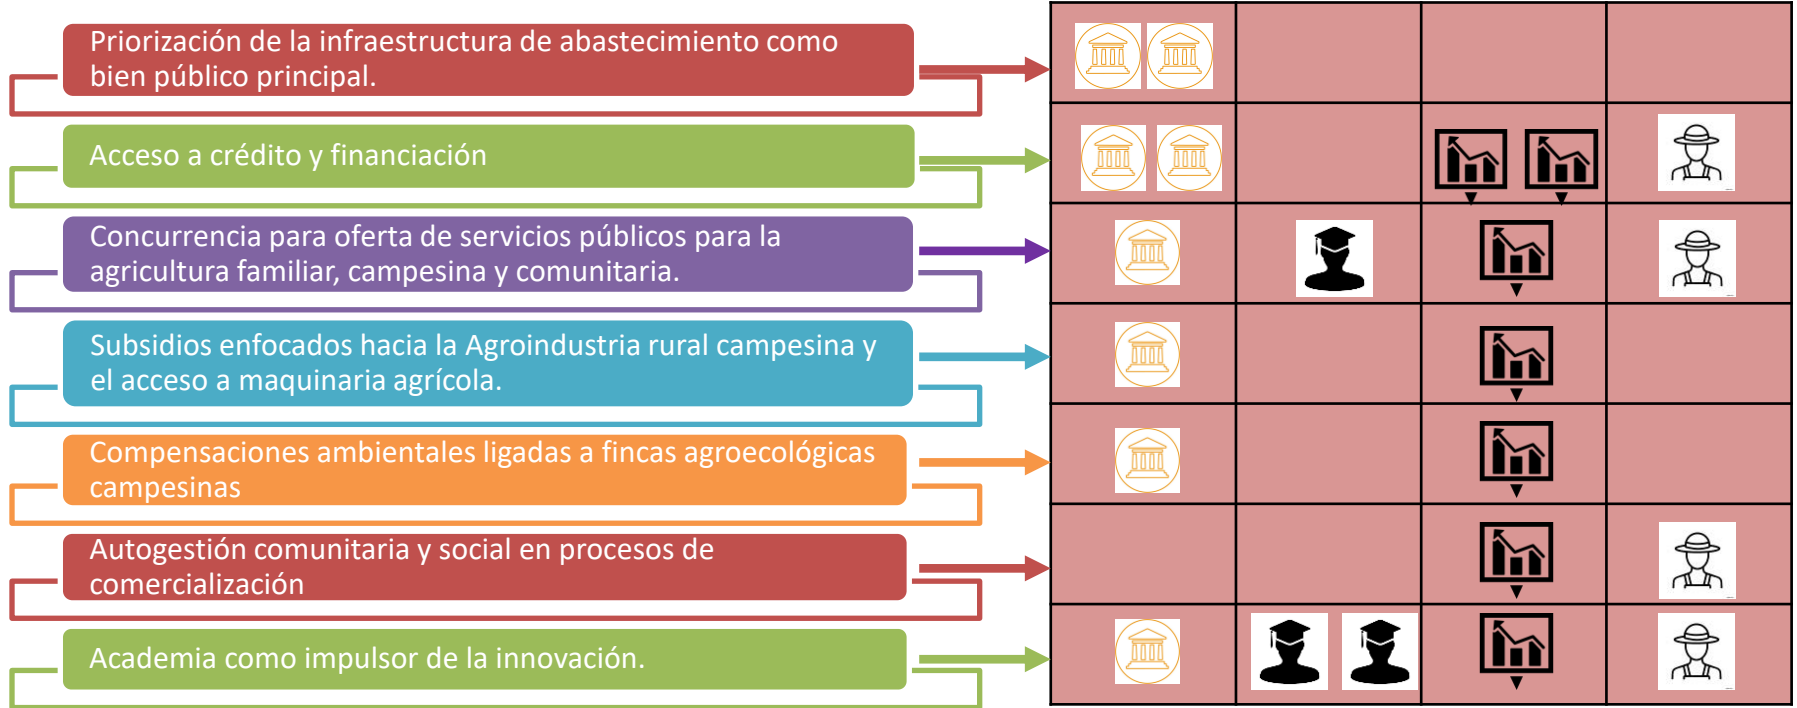 Priorización de la infraestructura de abastecimiento como
bien público principal.
Acceso a crédito y financiación
Concurrencia para oferta de servicios públicos para la
agricultura familiar, campesina y comunitaria.
Subsidios enfocados hacia la Agroindustria rural campesina y
el acceso a maquinaria agrícola.
Compensaciones ambientales ligadas a fincas agroecológicas
campesinas
Autogestión comunitaria y social en procesos de
comercialización
Academia como impulsor de la innovación.